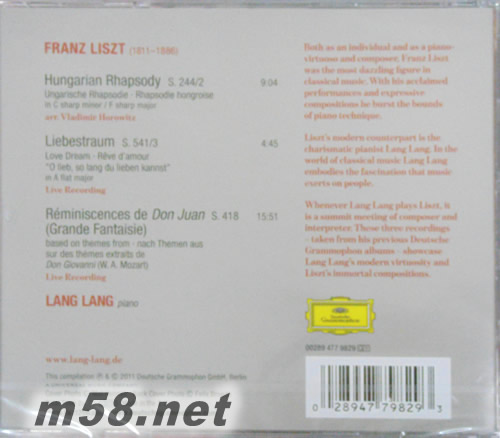 FRANZ LISZT (1811–1886)
Hungarian Rhapsody S. 244/2 9:04
Ungarische Rhapsodie · Rhapsodie hongroise
in C sharp minor / F sharp major
arr. Vladimir Horowitz
Liebestraum S. 541/3 4:45
Love Dream · Rêve d'amour
"O lieb, so lang du lieben kannst"
in A flat major
Live Recording
Réminiscences de Don Juan S. 418 15:51
(Grande Fantaisie)
based on themes from · nach Themen aus
sur des thèmes extraits de
Don Giovanni (W. A. Mozart)
Live Recording
LANG LANG piano
www.lang-lang.de
This compilation ℗ & © 2011 Deutsche Grammophon GmbH, Berlin
m58.net
Both as an individual and as a piano-
virtuoso and composer, Franz Liszt
was the most dazzling figure in
classical music. With his acclaimed
performances and expressive
compositions he burst the bounds
of piano technique.
Liszt's modern counterpart is the
charismatic pianist Lang Lang. In the
world of classical music Lang Lang
embodies the fascination that music
exerts on people.
Whenever Lang Lang plays Liszt, it
is a summit meeting of composer and
interpreter. These three recordings
- taken from his previous Deutsche
Grammophon albums - showcase
Lang Lang's modern virtuosity and
Liszt's immortal compositions.
Deutsche
Grammophon
00289 477 9829
0 28947 79829 3